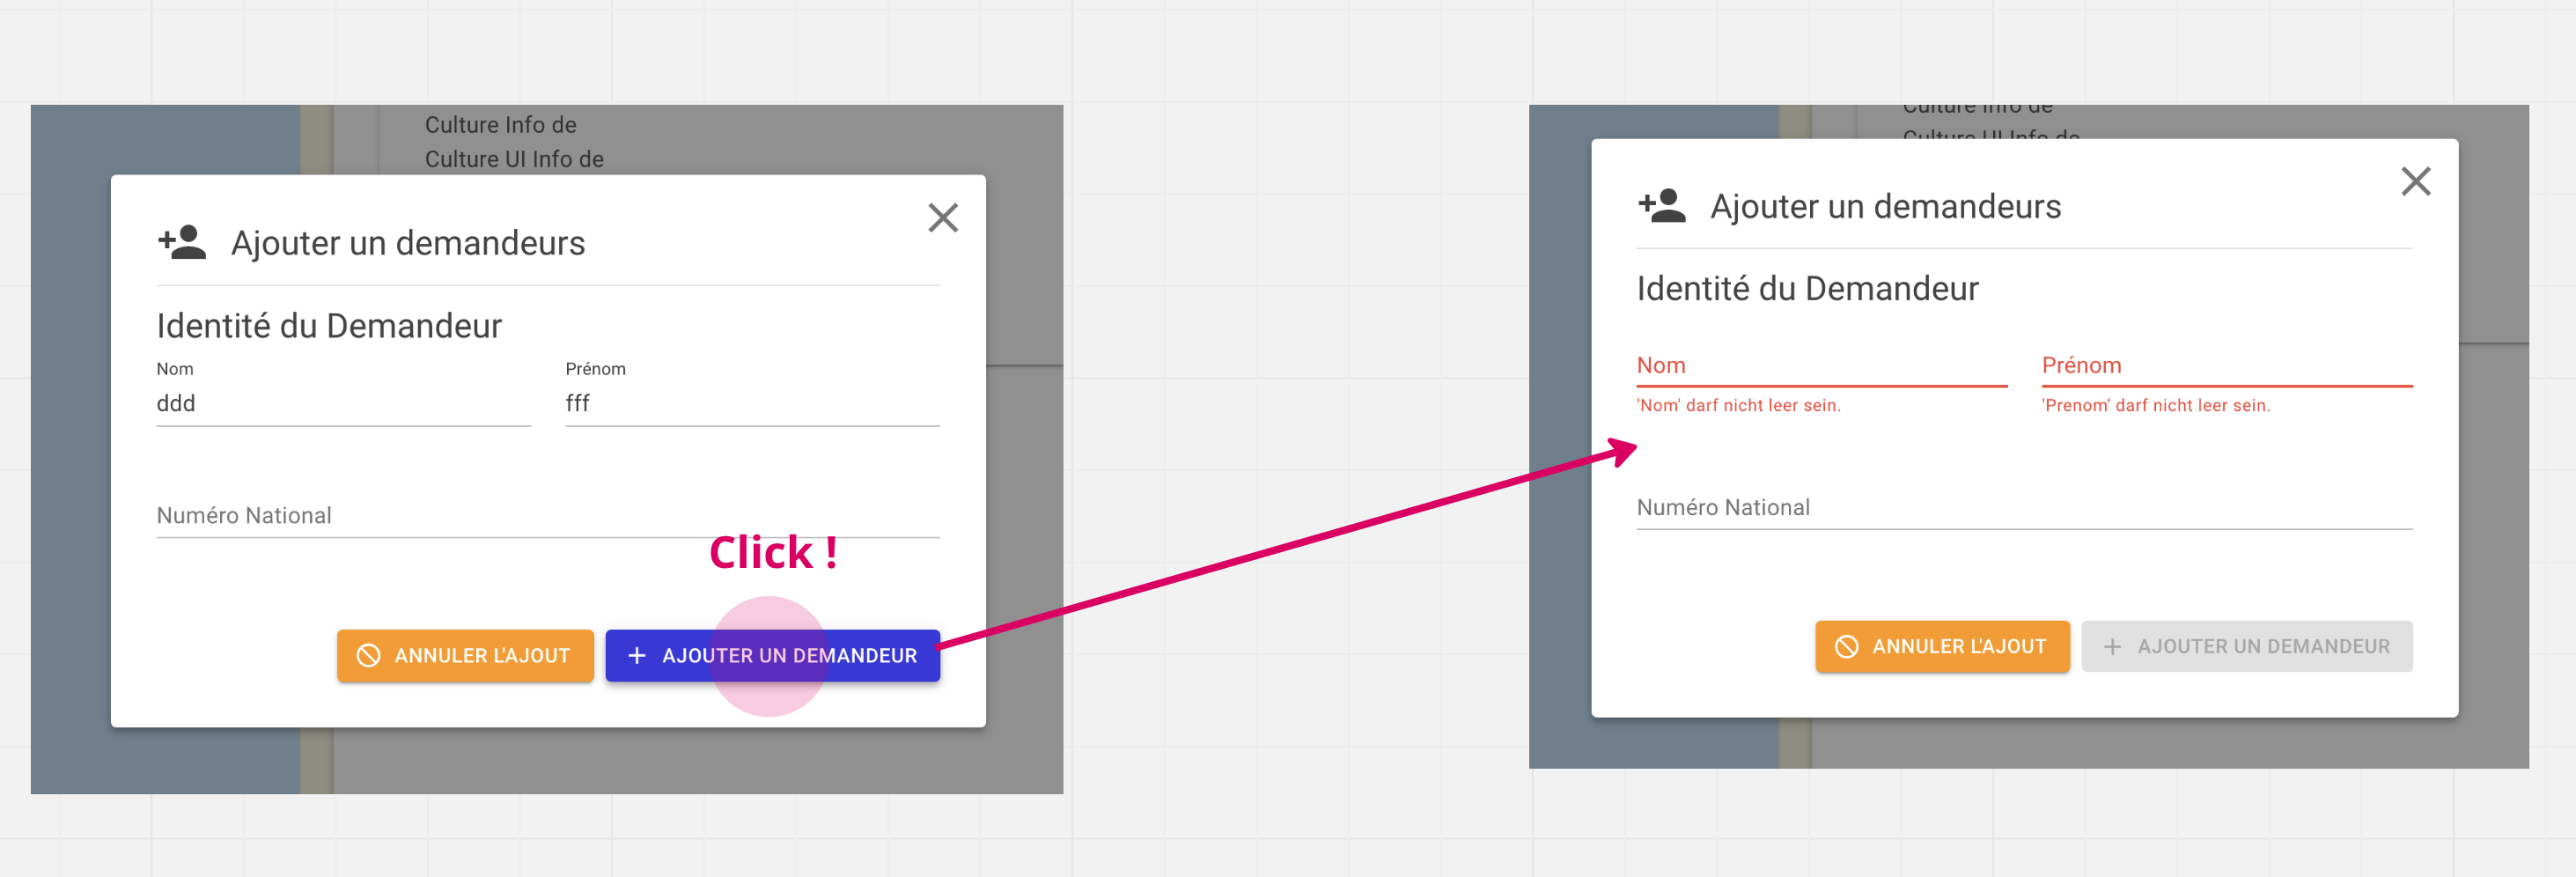 Culture Info de
Culture UI Info de
Ajouter un demandeurs
Identité du Demandeur
Nom
Prénom
ddd
fff
Numéro National
Click !
ANNULER L'AJOUT
AJOUTER UN DEMANDEUR
Culture Info de
Culture UI Info de
Ajouter un demandeurs
Identité du Demandeur
Nom
Prénom
'Nom' darf nicht leer sein.
'Prenom' darf nicht leer sein.
Numéro National
ANNULER L'AJOUT
AJOUTER UN DEMANDEUR